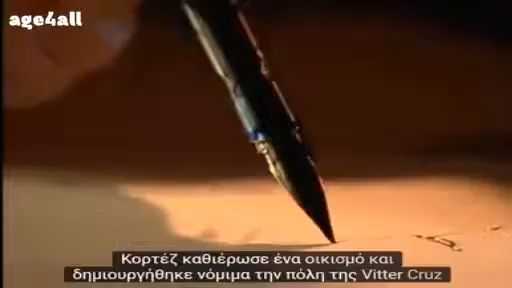 age4all
Κορτέζ καθιέρωσε ένα οικισμό και
δημιουργήθηκε νόμιμα την πόλη της Vitter Cruz